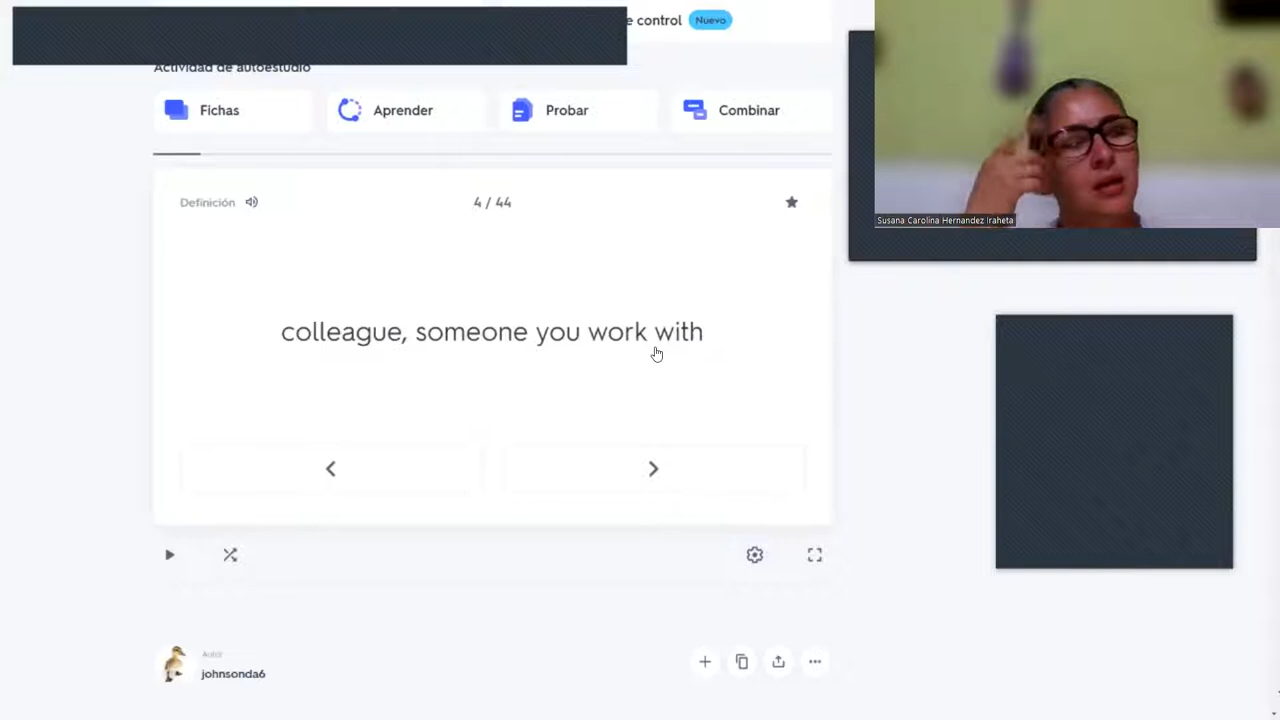 e control Nuevo
Actividad de autoestudio
Fichas
Aprender
Probar
Combinar
Definición
4 / 44
colleague, someone you work with
Autor
johnsonda6
Susana Carolina Hernandez Iraheta